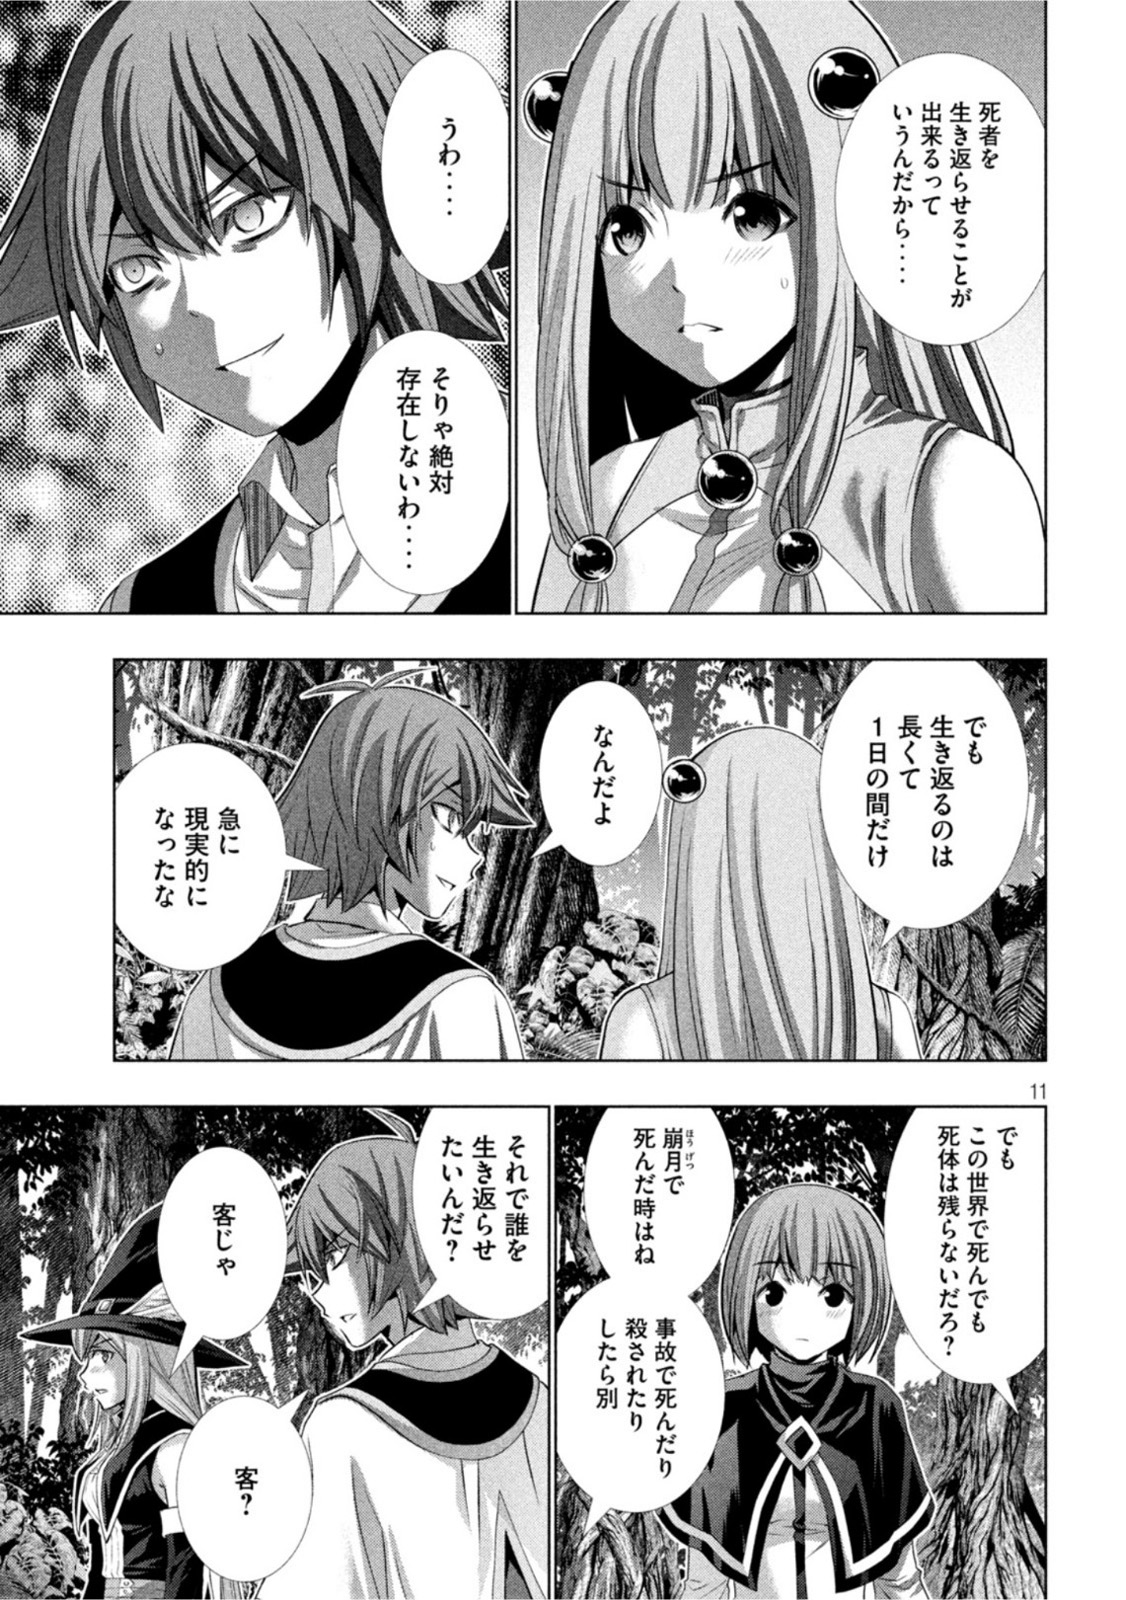 死者を
生き返らせることが
出来るって
いうんだから‥‥
うわ‥‥
そりゃ絶対
存在しないわ‥‥
でも
生き返るのは
長くて
1日の間だけ
なんだよ
急に
現実的に
なったな
11
でも
この世界で死んでも
死体は残らないだろ？
崩月で
ほうげつ
死んだ時はね
事故で死んだり
殺されたり
したら別
それで誰を
生き返らせ
たいんだ？
客じゃ
客？